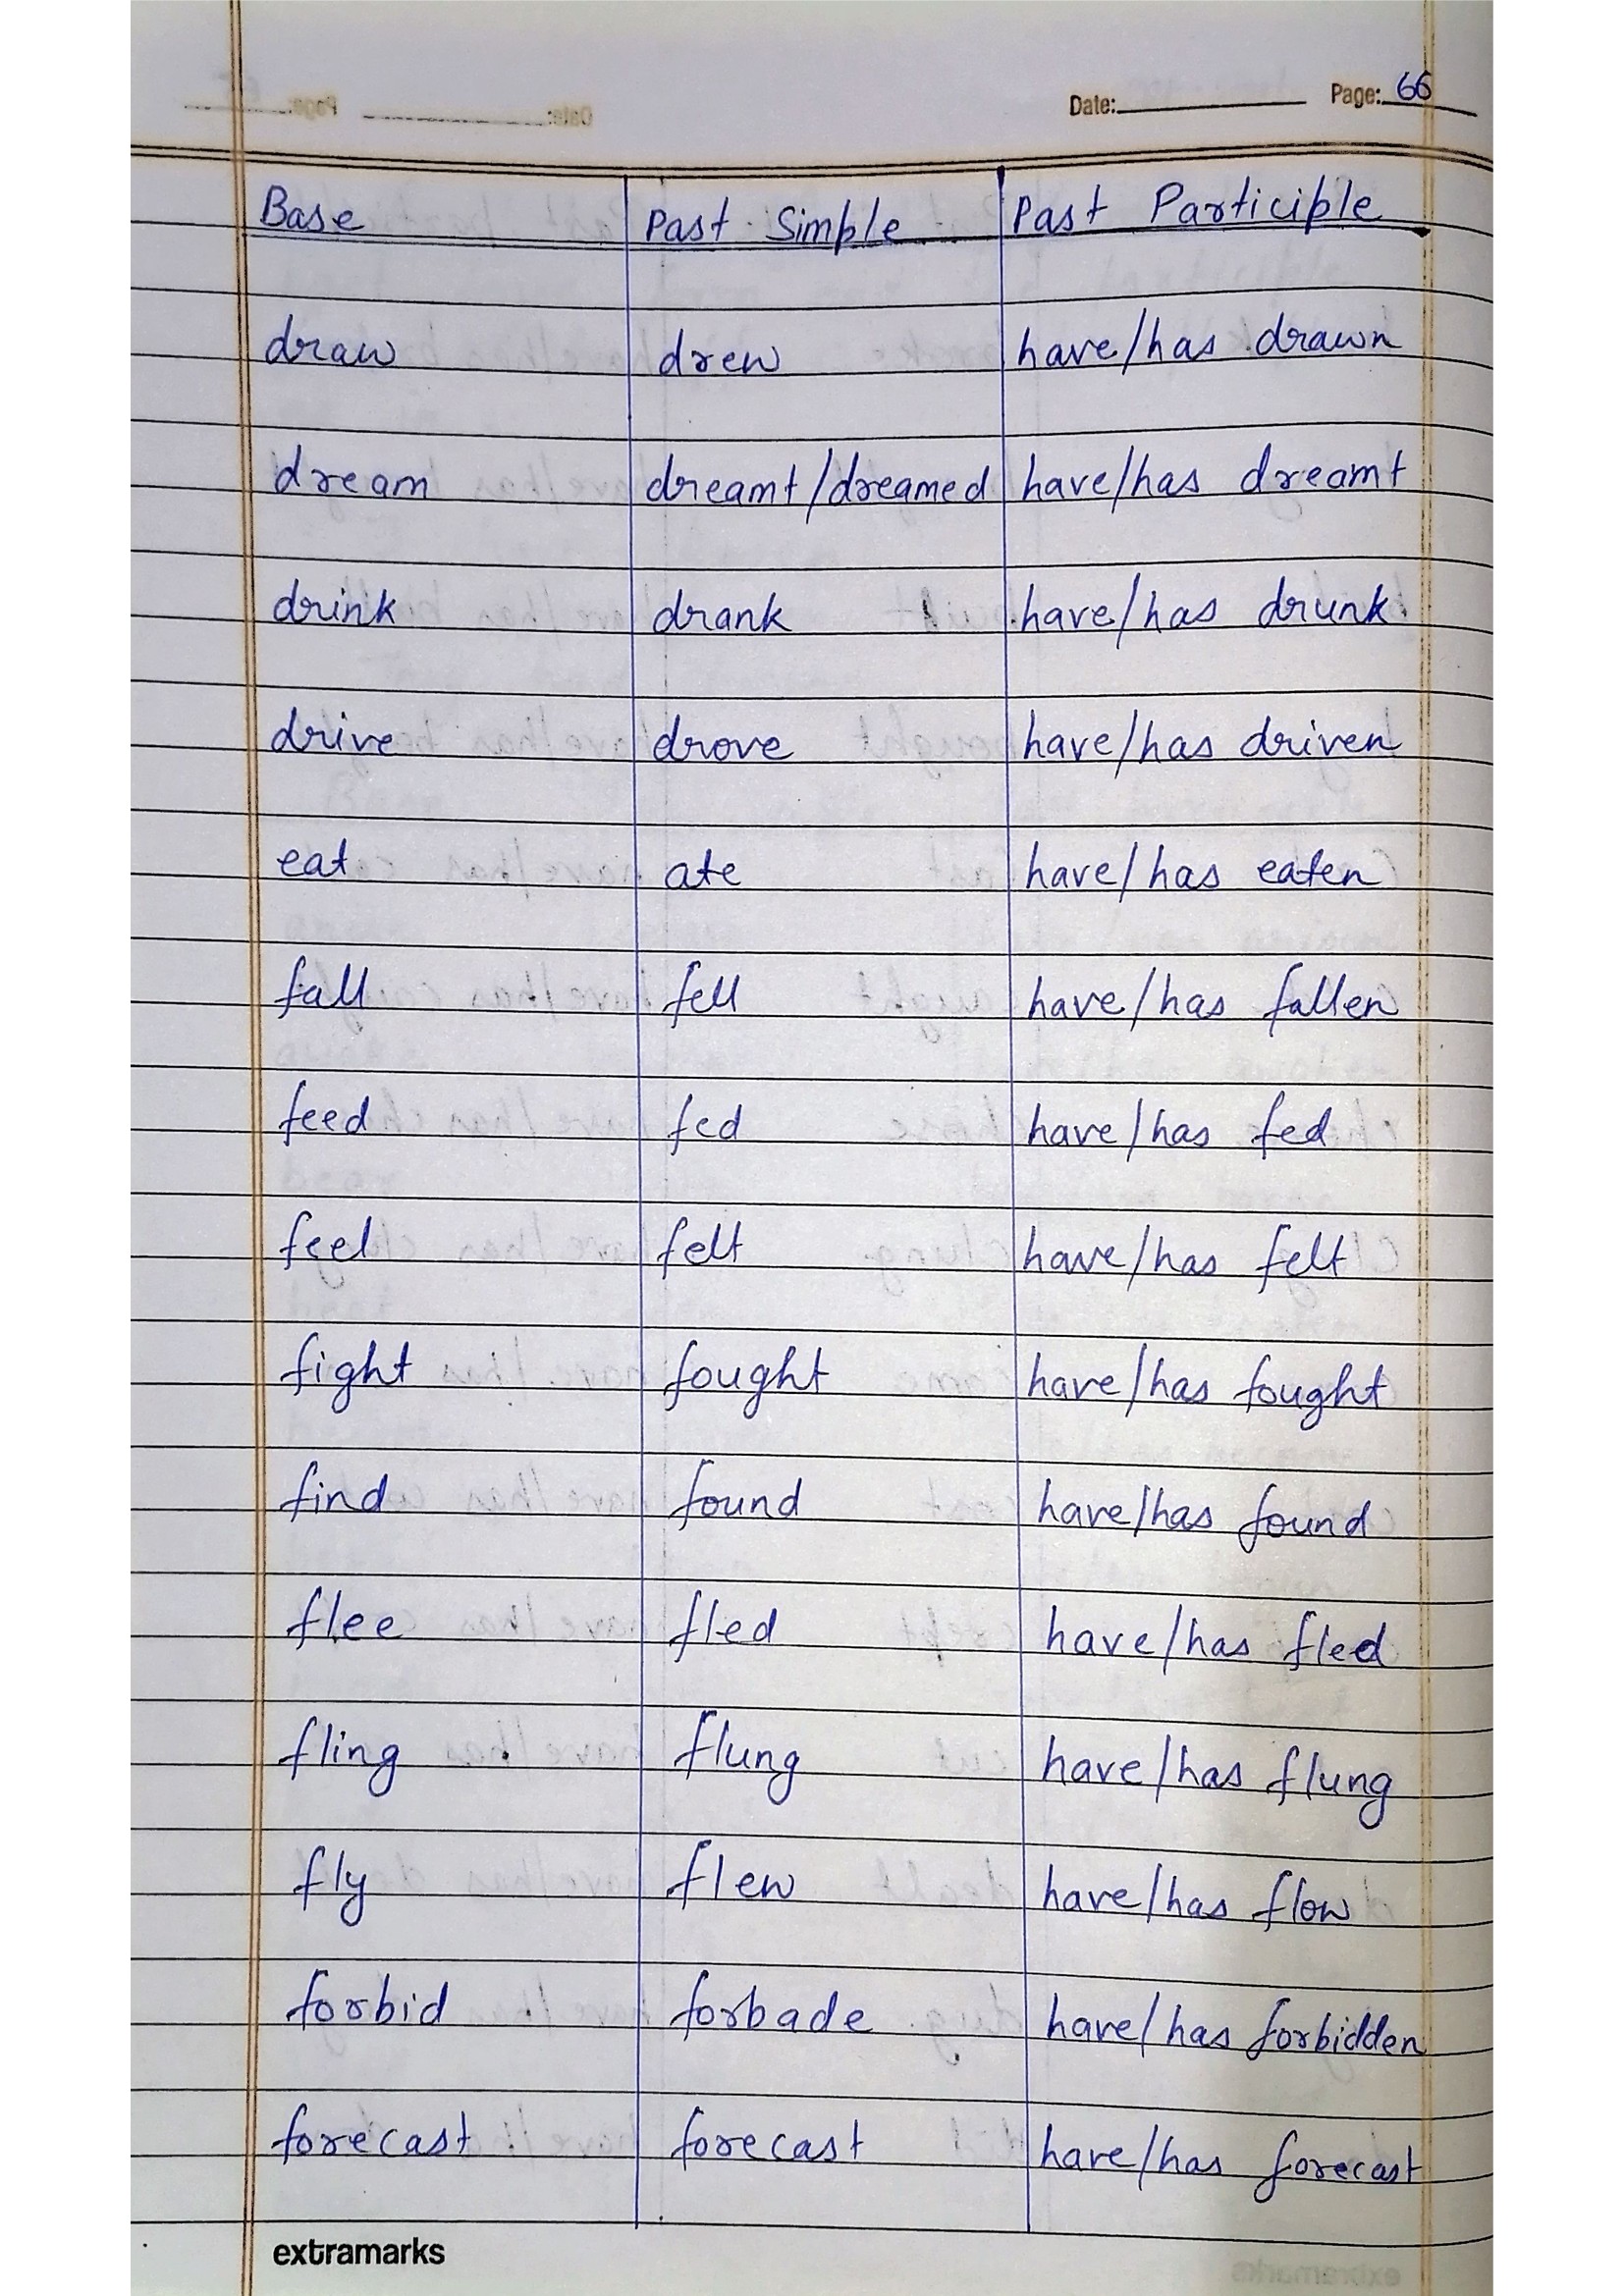 Date: Page: 66
Base Past Simple Past Participle
draw drew have/has drawn
dream dreamt/dreamed have/has dreamt
drink drank have/has drunk
drive drove have/has driven
eat ate have/has eaten
fall fell have/has fallen
feed fed have/has fed
feel felt have/has felt
fight fought have/has fought
find found have/has found
flee fled have/has fled
fling flung have/has flung
fly flew have/has flow
forbid forbade have/has forbidden
forecast forecast have/has forecast
extramarks